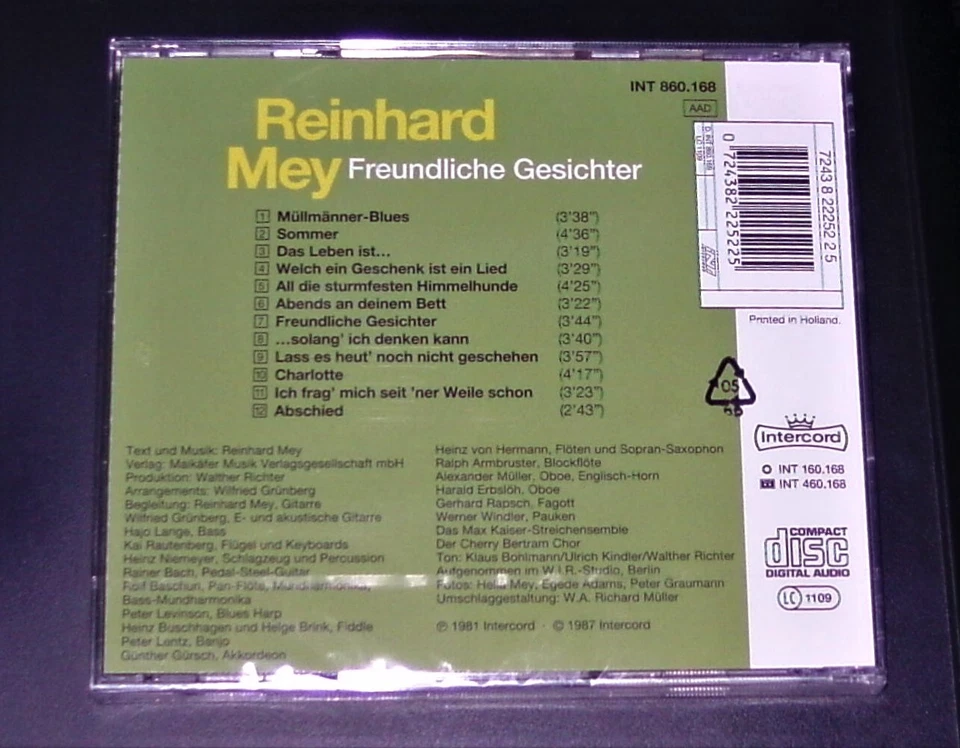 INT 860.168
AAD
Reinhard
Mey Freundliche Gesichter
1 Müllmänner-Blues (3'38")
2 Sommer (4'36")
3 Das Leben ist... (3'19")
4 Welch ein Geschenk ist ein Lied (3'29")
5 All die sturmfesten Himmelhunde (4'25")
6 Abends an deinem Bett (3'22")
7 Freundliche Gesichter (3'44")
8 ...solang' ich denken kann (3'40")
9 Lass es heut' noch nicht geschehen (3'57")
10 Charlotte (4'17")
11 Ich frag' mich seit 'ner Weile schon (3'23")
12 Abschied (2'43")
Text und Musik: Reinhard Mey
Verlag: Maikäfer Musik Verlagsgesellschaft mbH
Produktion: Walther Richter
Arrangements: Wilfried Grünberg
Begleitung: Reinhard Mey, Gitarre
Wilfried Grünberg, E- und akustische Gitarre
Hajo Lange, Bass
Kai Rautenberg, Flügel und Keyboards
Heinz Niemeyer, Schlagzeug und Percussion
Rainer Bach, Pedal-Steel-Guitar
Rolf Baschun, Pan-Flöte, Mundharmonika,
Bass-Mundharmonika
Peter Levinson, Blues Harp
Heinz Buschhagen und Helge Brink, Fiddle
Peter Lentz, Banjo
Günther Gürsch, Akkordeon
Heinz von Hermann, Flöten und Sopran-Saxophon
Ralph Armbruster, Blockflöte
Alexander Müller, Oboe, Englisch-Horn
Harald Erbslöh, Oboe
Gerhard Rapsch, Fagott
Werner Windler, Pauken
Das Max Kaiser-Streichensemble
Der Cherry Bertram Chor
Ton: Klaus Bohlmann/Ulrich Kindler/Walther Richter
Aufgenommen im W.I.R.-Studio, Berlin
Fotos: Hella Mey, Egede Adams, Peter Graumann
Umschlaggestaltung: W.A. Richard Müller
℗ 1981 Intercord · © 1987 Intercord
7243 8 22252 2 5
0 724382 225225
Printed in Holland.
05
Intercord
INT 160.168
INT 460.168
COMPACT
disc
DIGITAL AUDIO
LC 1109